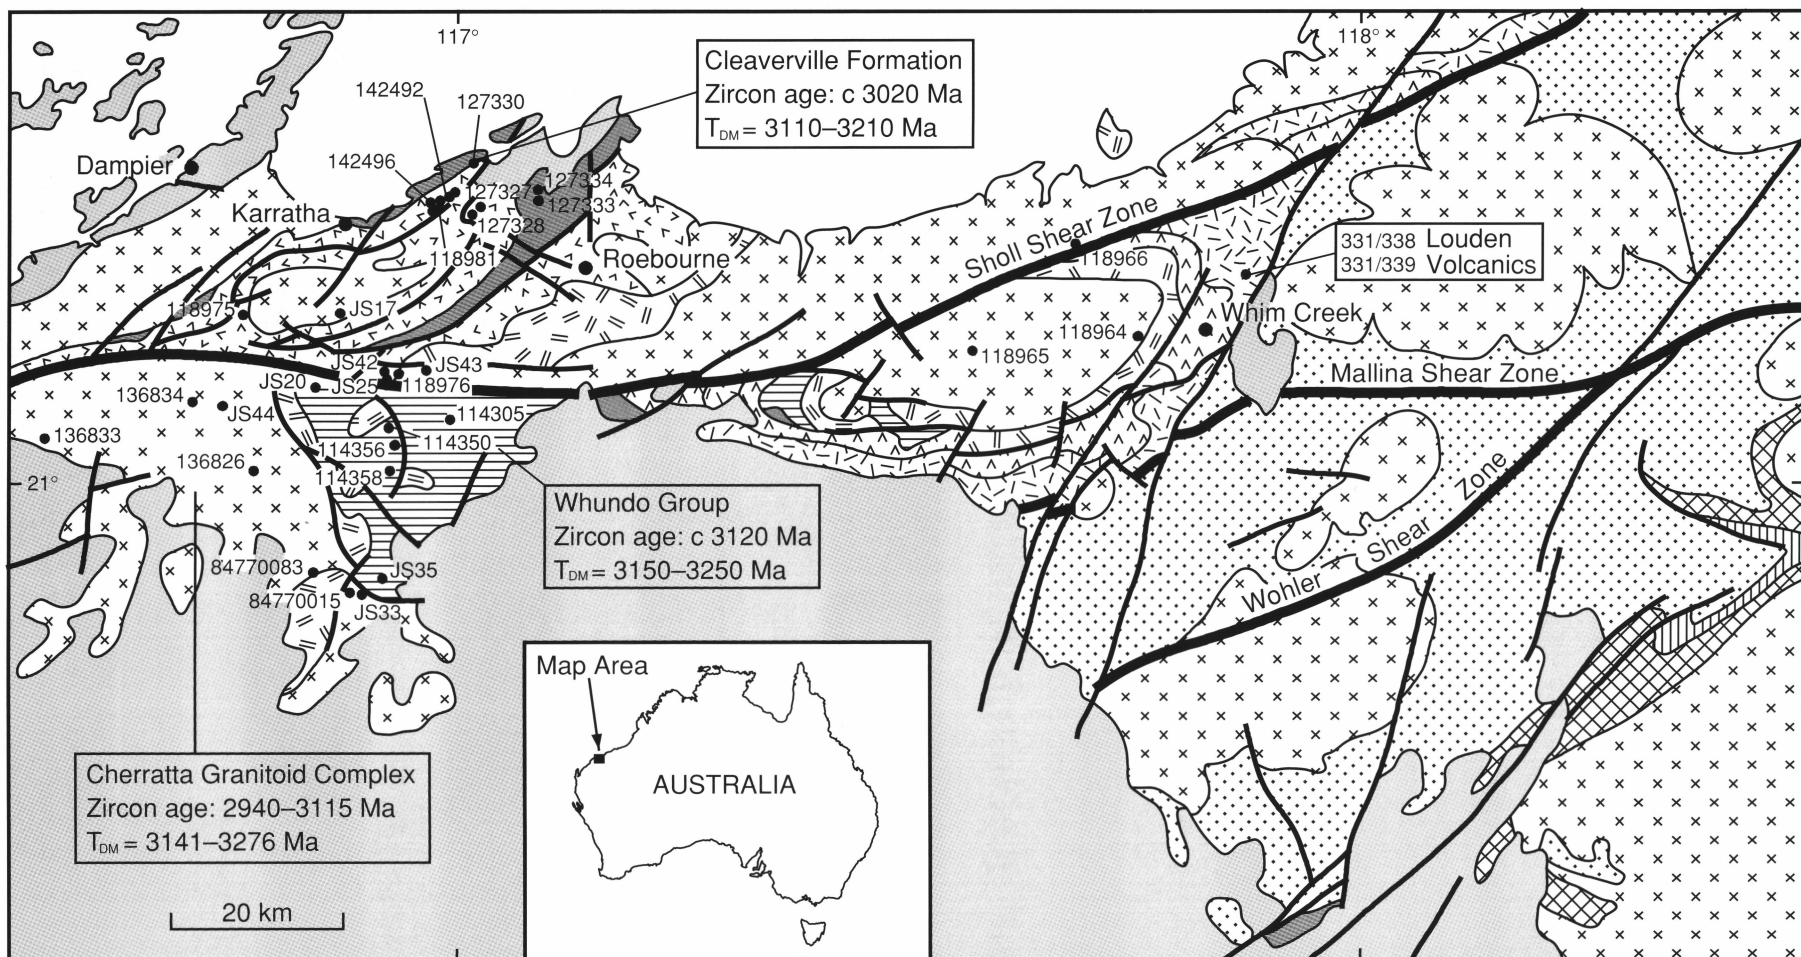 117°
118°
Cleaverville Formation
Zircon age: c 3020 Ma
TDM = 3110–3210 Ma
142492
127330
142496
Dampier
127334
127327
127333
Karratha
127328
118981
Roebourne
Sholl Shear Zone
118966
331/338 Louden
331/339 Volcanics
118975
JS17
Whim Creek
118964
118965
JS42
JS43
JS20
JS25
118976
Mallina Shear Zone
136834
JS44
114305
136833
114350
114356
136826
114358
21°
Whundo Group
Zircon age: c 3120 Ma
TDM = 3150–3250 Ma
Wohler Shear Zone
84770083
JS35
84770015
JS33
Map Area
AUSTRALIA
Cherratta Granitoid Complex
Zircon age: 2940–3115 Ma
TDM = 3141–3276 Ma
20 km